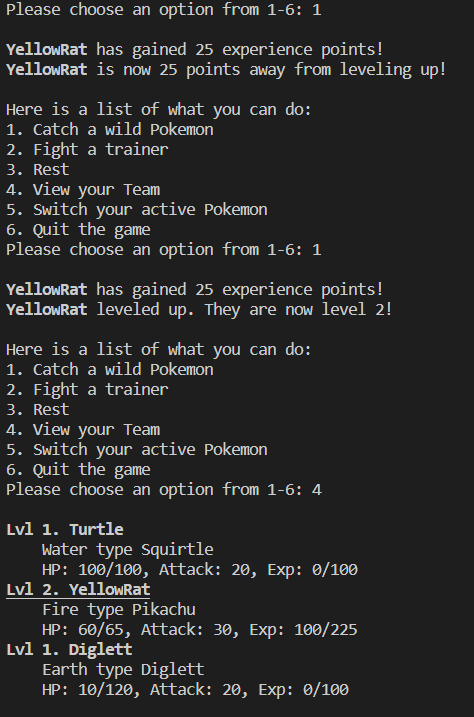 Please choose an option from 1-6: 1
YellowRat has gained 25 experience points!
YellowRat is now 25 points away from leveling up!
Here is a list of what you can do:
1. Catch a wild Pokemon
2. Fight a trainer
3. Rest
4. View your Team
5. Switch your active Pokemon
6. Quit the game
Please choose an option from 1-6: 1
YellowRat has gained 25 experience points!
YellowRat leveled up. They are now level 2!
Here is a list of what you can do:
1. Catch a wild Pokemon
2. Fight a trainer
3. Rest
4. View your Team
5. Switch your active Pokemon
6. Quit the game
Please choose an option from 1-6: 4
Lvl 1. Turtle
Water type Squirtle
HP: 100/100, Attack: 20, Exp: 0/100
Lvl 2. YellowRat
Fire type Pikachu
HP: 60/65, Attack: 30, Exp: 100/225
Lvl 1. Diglett
Earth type Diglett
HP: 10/120, Attack: 20, Exp: 0/100